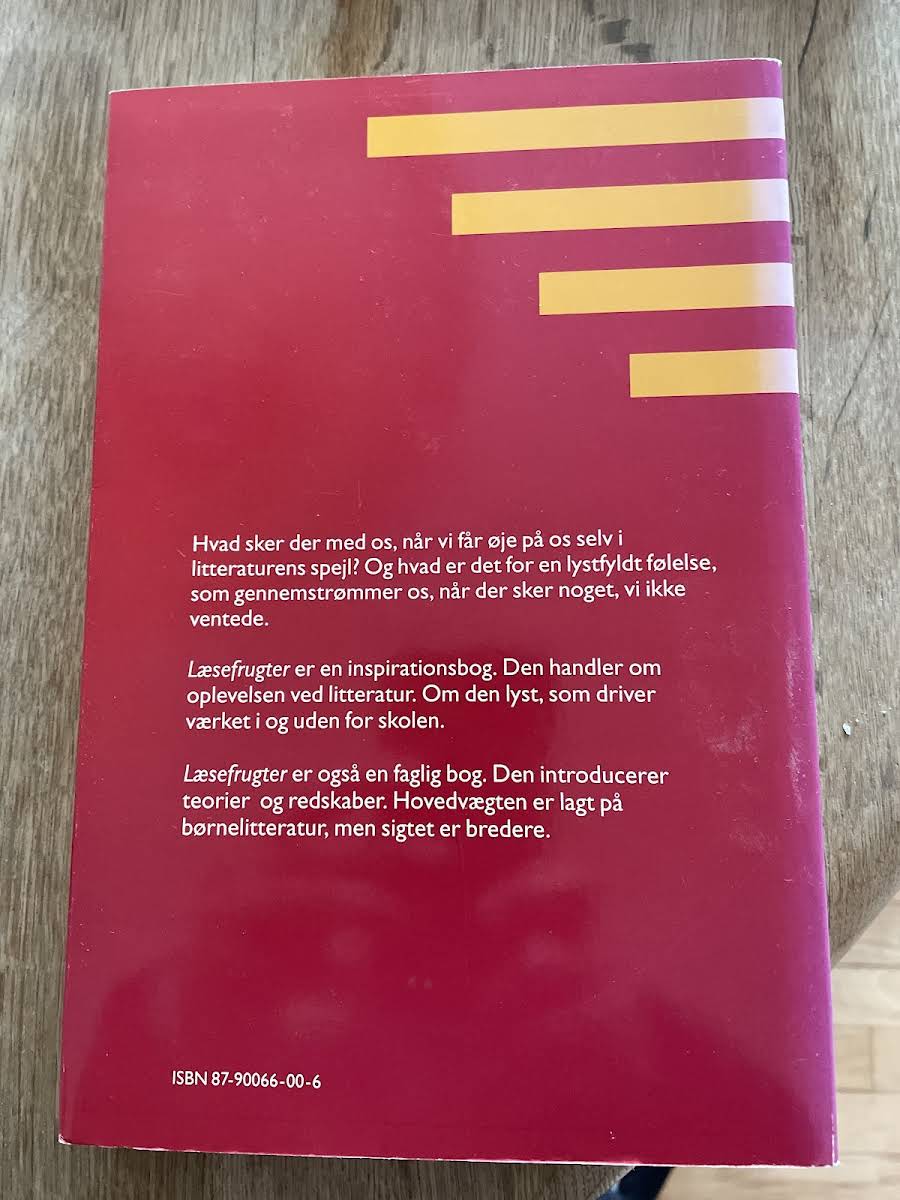 Hvad sker der med os, når vi får øje på os selv i
litteraturens spejl? Og hvad er det for en lystfyldt følelse,
som gennemstrømmer os, når der sker noget, vi ikke
ventede.
Læsefrugter er en inspirationsbog. Den handler om
oplevelsen ved litteratur. Om den lyst, som driver
værket i og uden for skolen.
Læsefrugter er også en faglig bog. Den introducerer
teorier og redskaber. Hovedvægten er lagt på
børnelitteratur, men sigtet er bredere.
ISBN 87-90066-00-6